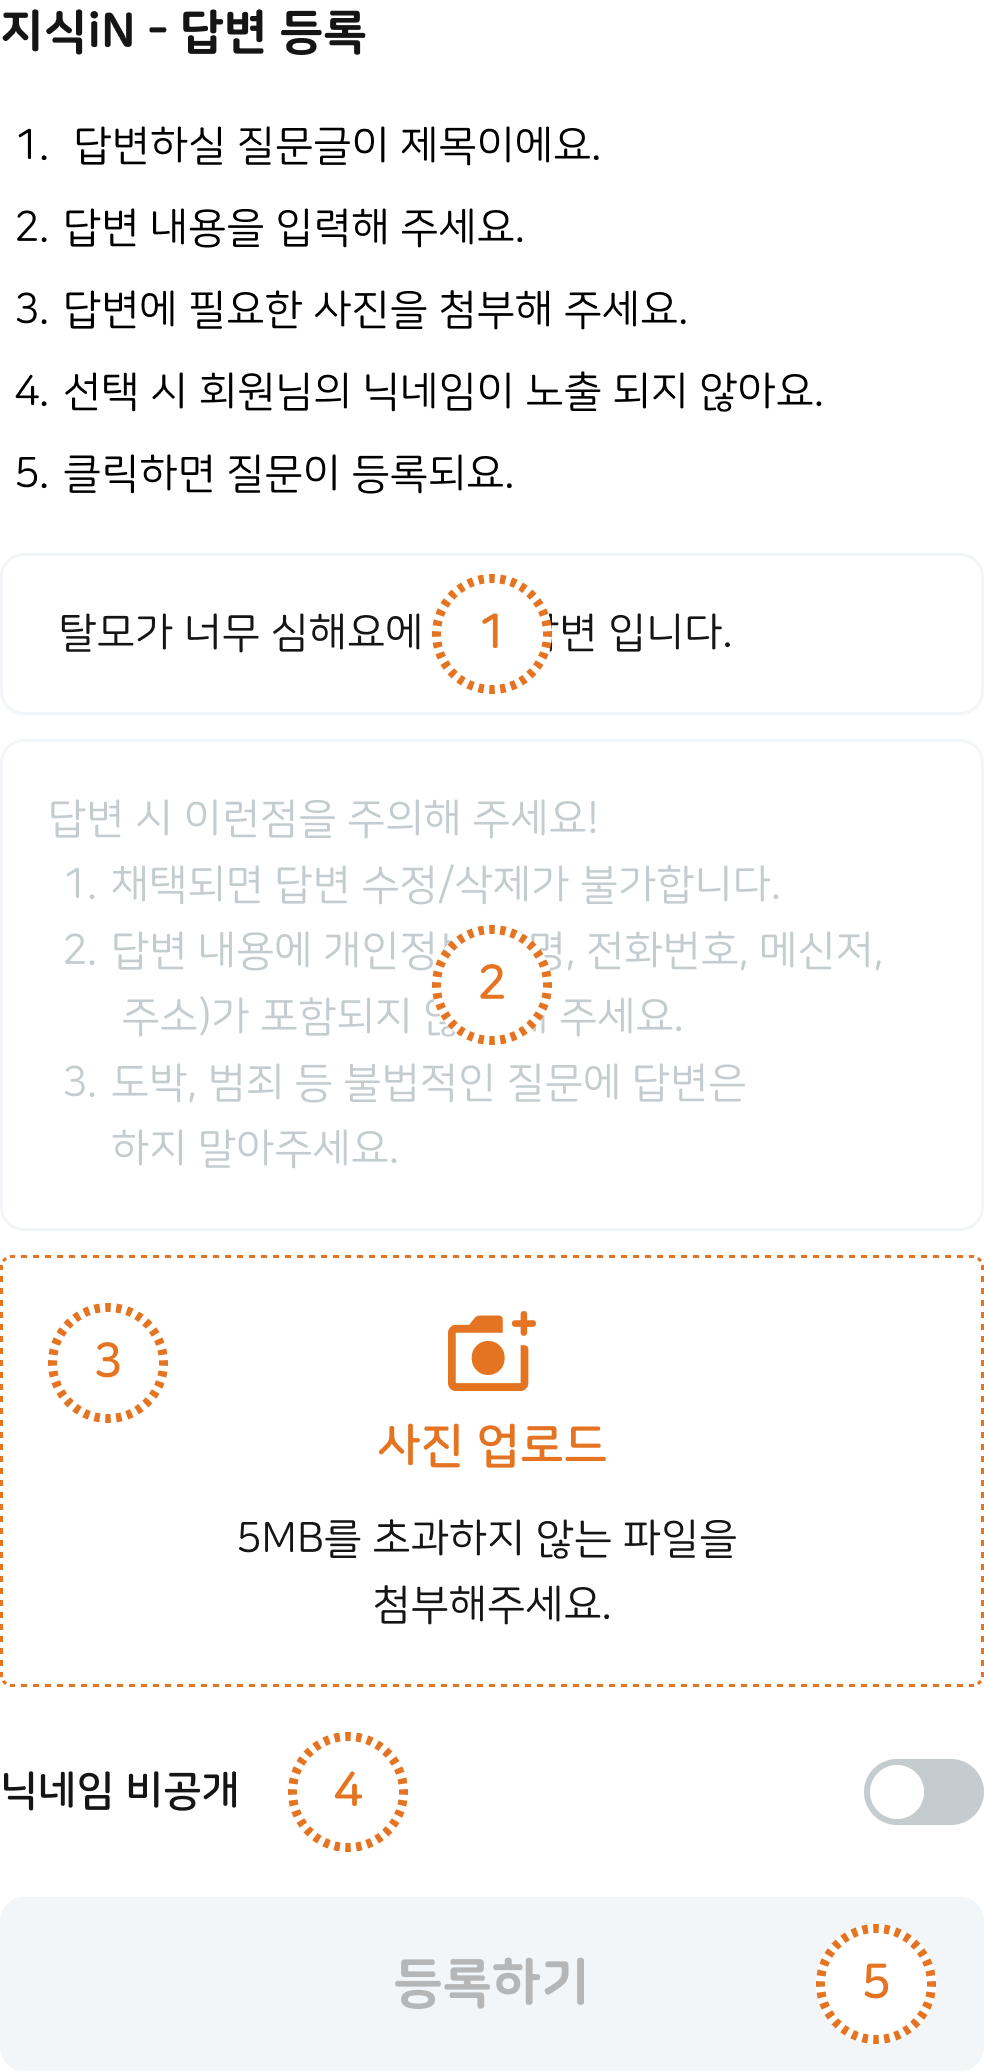 지식iN - 답변 등록
1. 답변하실 질문글이 제목이에요.
2. 답변 내용을 입력해 주세요.
3. 답변에 필요한 사진을 첨부해 주세요.
4. 선택 시 회원님의 닉네임이 노출 되지 않아요.
5. 클릭하면 질문이 등록되요.
탈모가 너무 심해요에 1 입니다.
답변 시 이런점을 주의해 주세요!
1. 채택되면 답변 수정/삭제가 불가합니다.
2. 답변 내용에 전화번호, 메신저,
2
주소)가 포함되지 주세요.
3. 도박, 범죄 등 불법적인 질문에 답변은
하지 말아주세요.
3
사진 업로드
5MB를 초과하지 않는 파일을
첨부해주세요.
닉네임 비공개 4
등록하기 5